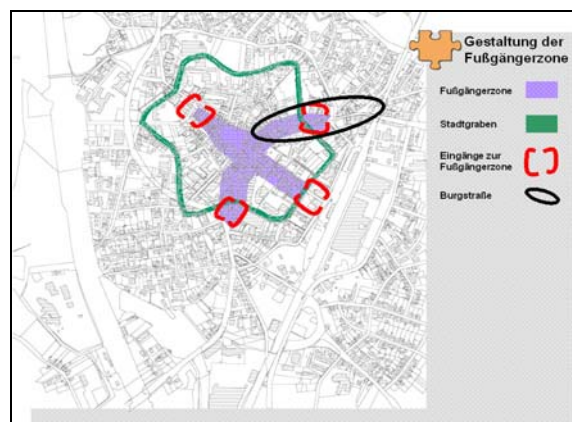 Gestaltung der
Fußgängerzone
Fußgängerzone
Stadtgraben
Eingänge zur
Fußgängerzone
Burgstraße